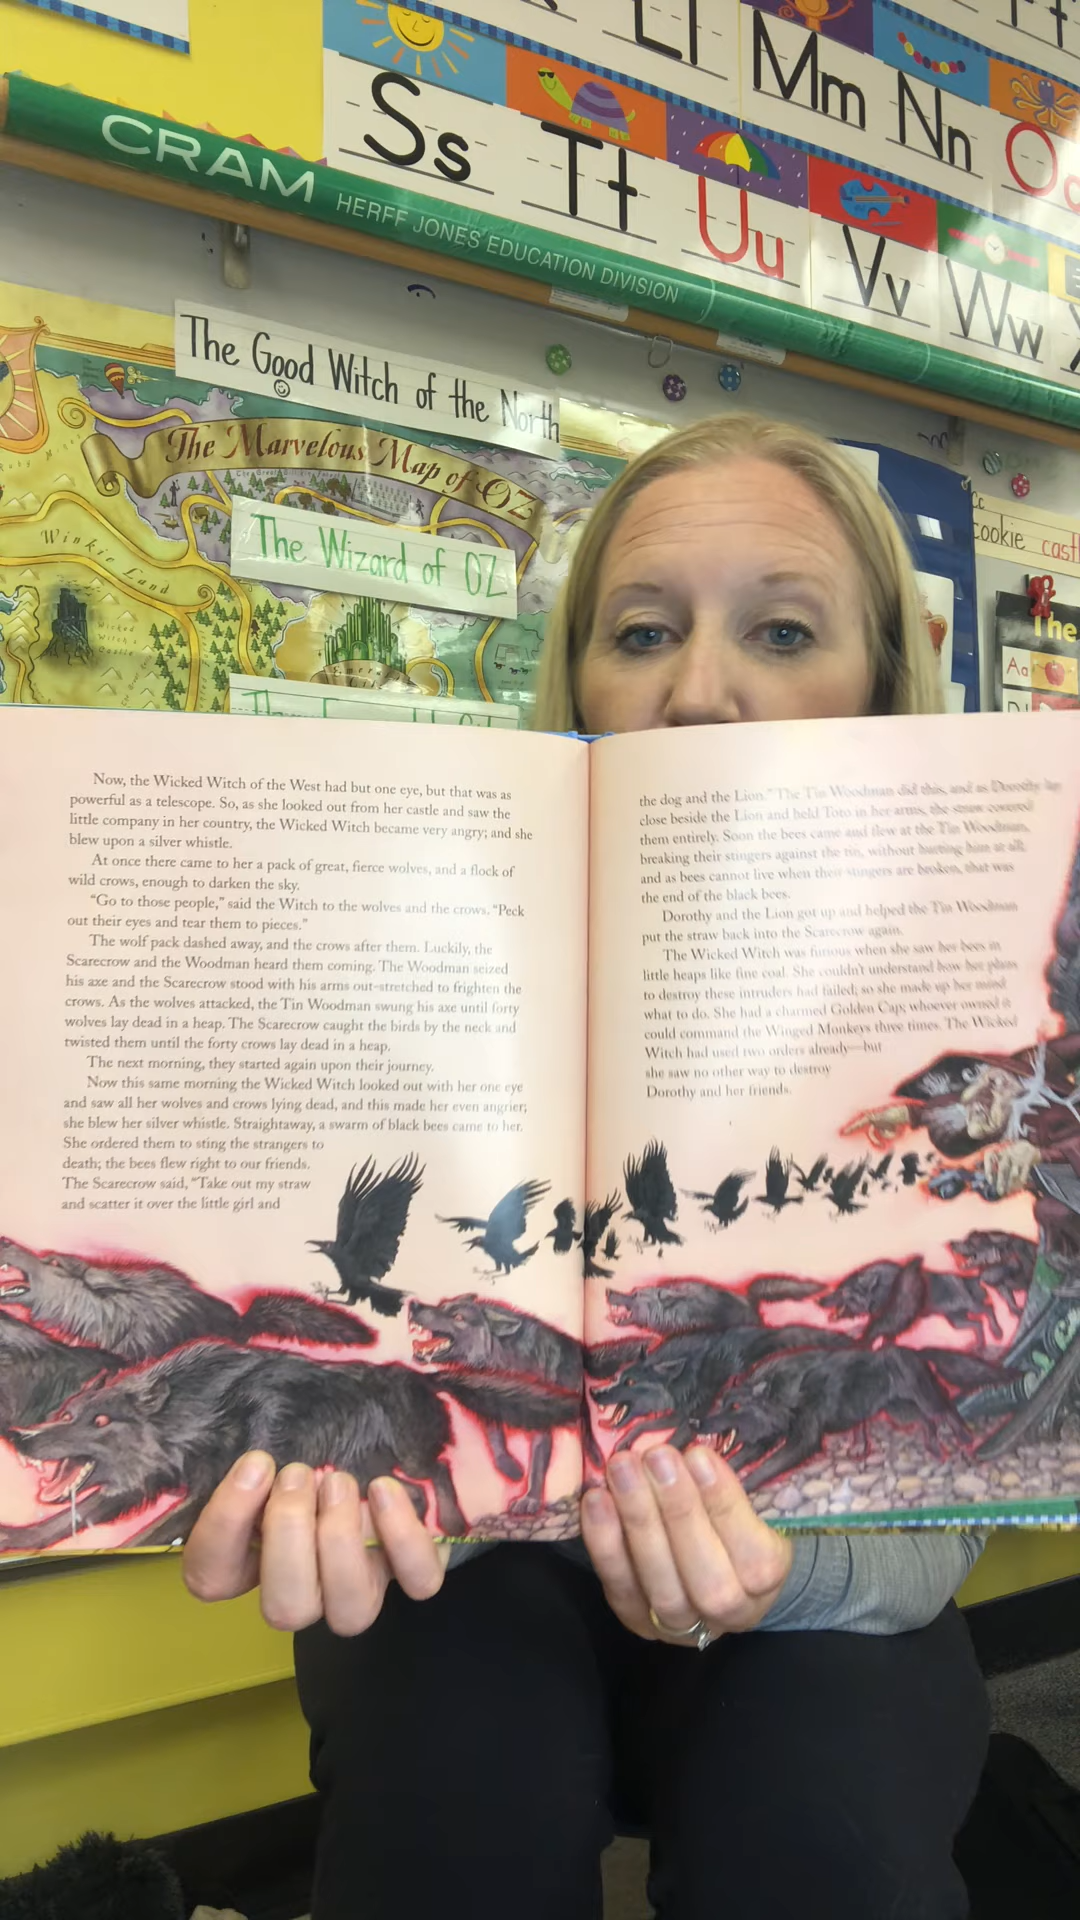 Ll Mm Nn
Ss Tt Uu Vv Ww
CRAM HERFF JONES EDUCATION DIVISION
The Good Witch of the North
The Marvelous Map of OZ
The Wizard of OZ
Winkie Land
Cc
cookie
The
Aa
Now, the Wicked Witch of the West had but one eye, but that was as
powerful as a telescope. So, as she looked out from her castle and saw the
little company in her country, the Wicked Witch became very angry; and she
blew upon a silver whistle.
At once there came to her a pack of great, fierce wolves, and a flock of
wild crows, enough to darken the sky.
“Go to those people,” said the Witch to the wolves and the crows. “Peck
out their eyes and tear them to pieces.”
The wolf pack dashed away, and the crows after them. Luckily, the
Scarecrow and the Woodman heard them coming. The Woodman seized
his axe and the Scarecrow stood with his arms out-stretched to frighten the
crows. As the wolves attacked, the Tin Woodman swung his axe until forty
wolves lay dead in a heap. The Scarecrow caught the birds by the neck and
twisted them until the forty crows lay dead in a heap.
The next morning, they started again upon their journey.
Now this same morning the Wicked Witch looked out with her one eye
and saw all her wolves and crows lying dead, and this made her even angrier;
she blew her silver whistle. Straightaway, a swarm of black bees came to her.
She ordered them to sting the strangers to
death; the bees flew right to our friends.
The Scarecrow said, “Take out my straw
and scatter it over the little girl and
the dog and the Lion.” The Tin Woodman did this, and as Dorothy lay
close beside the Lion and held Toto in her arms, the straw covered
them entirely. Soon the bees came and flew at the Tin Woodman,
breaking their stingers against the tin, without hurting him at all;
and as bees cannot live when their stingers are broken, that was
the end of the black bees.
Dorothy and the Lion got up and helped the Tin Woodman
put the straw back into the Scarecrow again.
The Wicked Witch was furious when she saw her bees in
little heaps like fine coal. She couldn’t understand how her plans
to destroy these intruders had failed; so she made up her mind
what to do. She had a charmed Golden Cap; whoever owned it
could command the Winged Monkeys three times. The Wicked
Witch had used two orders already—but
she saw no other way to destroy
Dorothy and her friends.